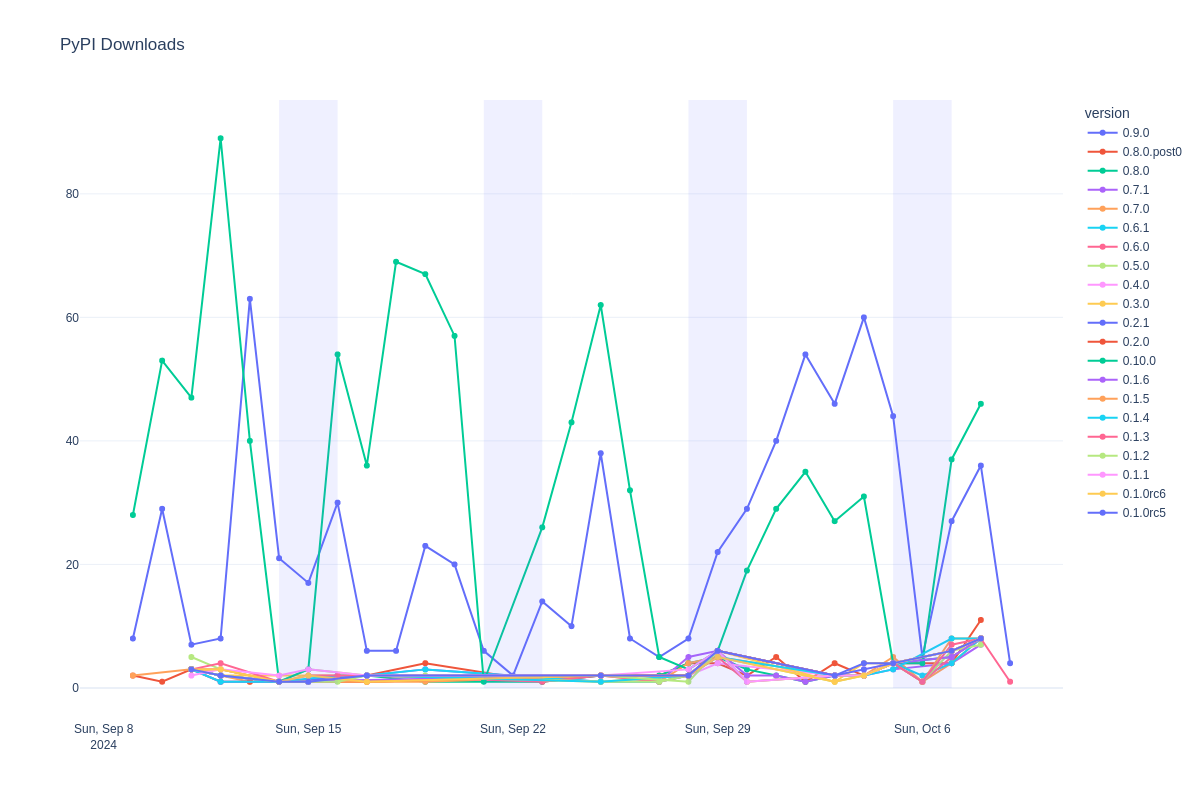 PyPI Downloads
80
60
40
20
0
Sun, Sep 8
2024
Sun, Sep 15
Sun, Sep 22
Sun, Sep 29
Sun, Oct 6
version
0.9.0
0.8.0.post0
0.8.0
0.7.1
0.7.0
0.6.1
0.6.0
0.5.0
0.4.0
0.3.0
0.2.1
0.2.0
0.10.0
0.1.6
0.1.5
0.1.4
0.1.3
0.1.2
0.1.1
0.1.0rc6
0.1.0rc5